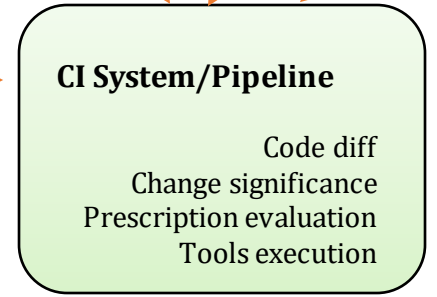 CI System/Pipeline
Code diff
Change significance
Prescription evaluation
Tools execution